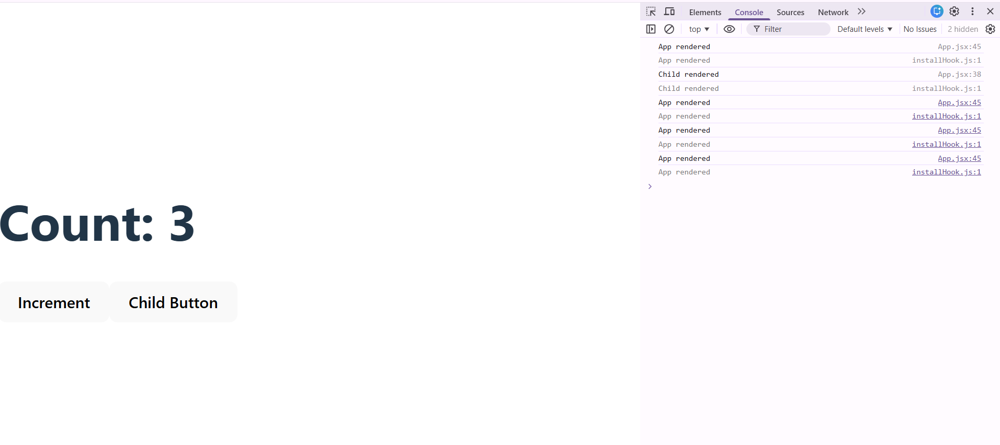 Count: 3
Increment Child Button
Elements Console Sources Network
top Filter Default levels No Issues 2 hidden
App rendered App.jsx:45
App rendered installHook.js:1
Child rendered App.jsx:38
Child rendered installHook.js:1
App rendered App.jsx:45
App rendered installHook.js:1
App rendered App.jsx:45
App rendered installHook.js:1
App rendered App.jsx:45
App rendered installHook.js:1